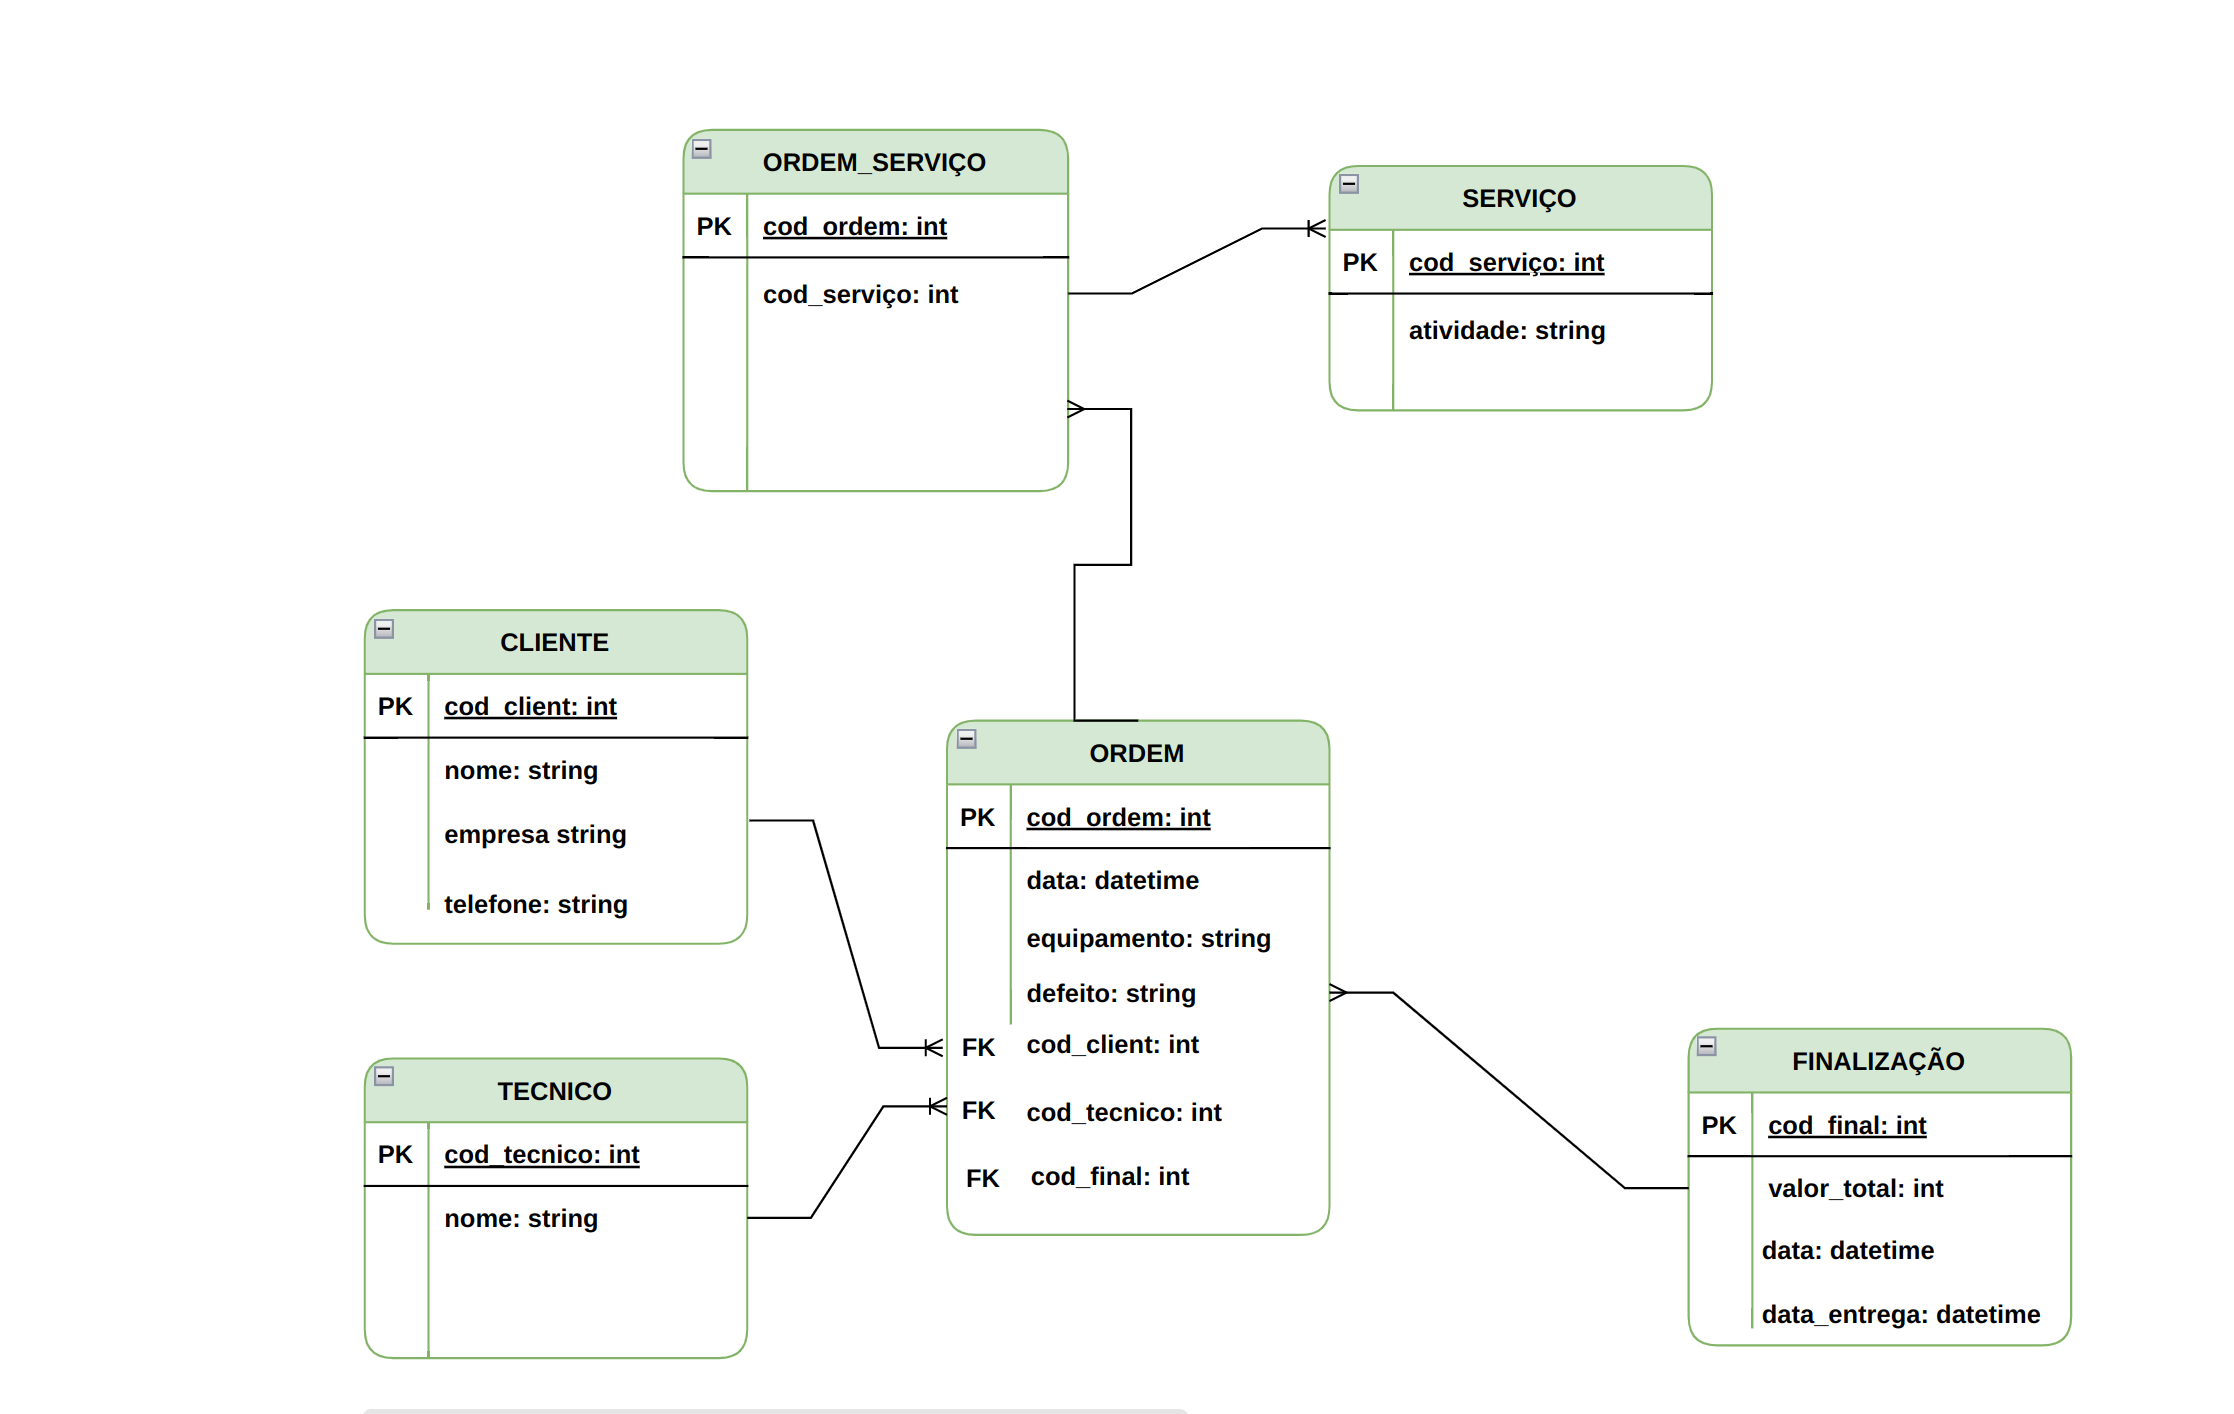 ORDEM_SERVIÇO
PK cod_ordem: int
cod_serviço: int
SERVIÇO
PK cod_serviço: int
atividade: string
CLIENTE
PK cod_client: int
nome: string
empresa string
telefone: string
ORDEM
PK cod_ordem: int
data: datetime
equipamento: string
defeito: string
FK cod_client: int
FK cod_tecnico: int
FK cod_final: int
TECNICO
PK cod_tecnico: int
nome: string
FINALIZAÇÃO
PK cod_final: int
valor_total: int
data: datetime
data_entrega: datetime